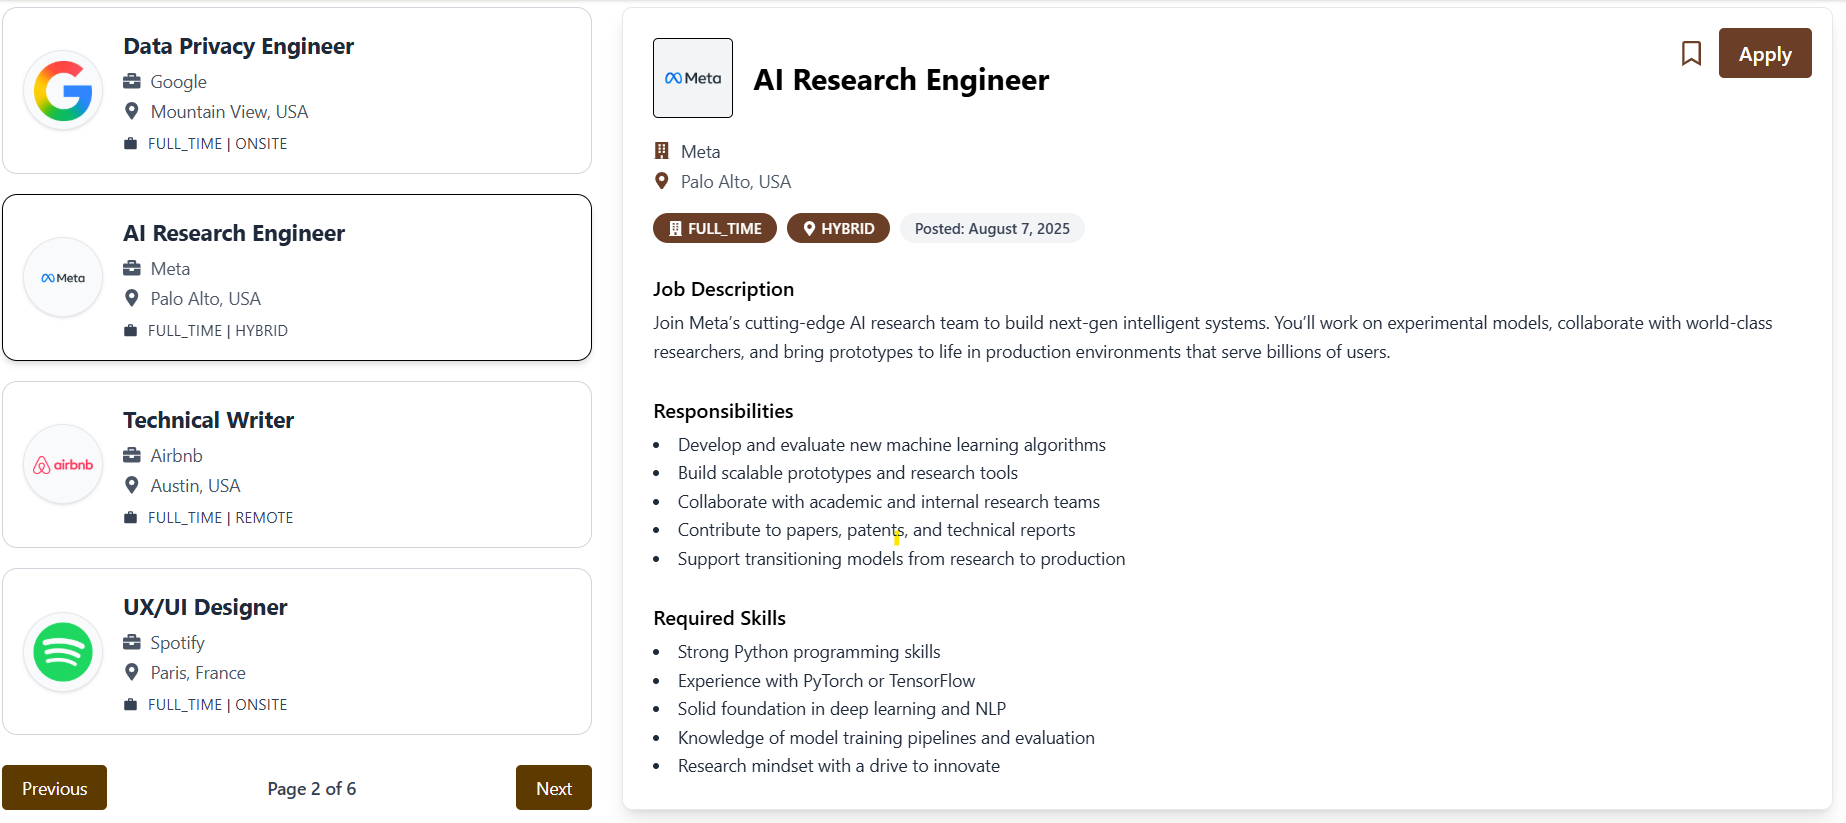 Data Privacy Engineer
Google
Mountain View, USA
FULL_TIME | ONSITE
Meta
AI Research Engineer
Meta
Palo Alto, USA
FULL_TIME | HYBRID
airbnb
Technical Writer
Airbnb
Austin, USA
FULL_TIME | REMOTE
UX/UI Designer
Spotify
Paris, France
FULL_TIME | ONSITE
Previous
Page 2 of 6
Next
Meta
AI Research Engineer
Apply
Meta
Palo Alto, USA
FULL_TIME
HYBRID
Posted: August 7, 2025
Job Description
Join Meta’s cutting-edge AI research team to build next-gen intelligent systems. You’ll work on experimental models, collaborate with world-class
researchers, and bring prototypes to life in production environments that serve billions of users.
Responsibilities
• Develop and evaluate new machine learning algorithms
• Build scalable prototypes and research tools
• Collaborate with academic and internal research teams
• Contribute to papers, patents, and technical reports
• Support transitioning models from research to production
Required Skills
• Strong Python programming skills
• Experience with PyTorch or TensorFlow
• Solid foundation in deep learning and NLP
• Knowledge of model training pipelines and evaluation
• Research mindset with a drive to innovate